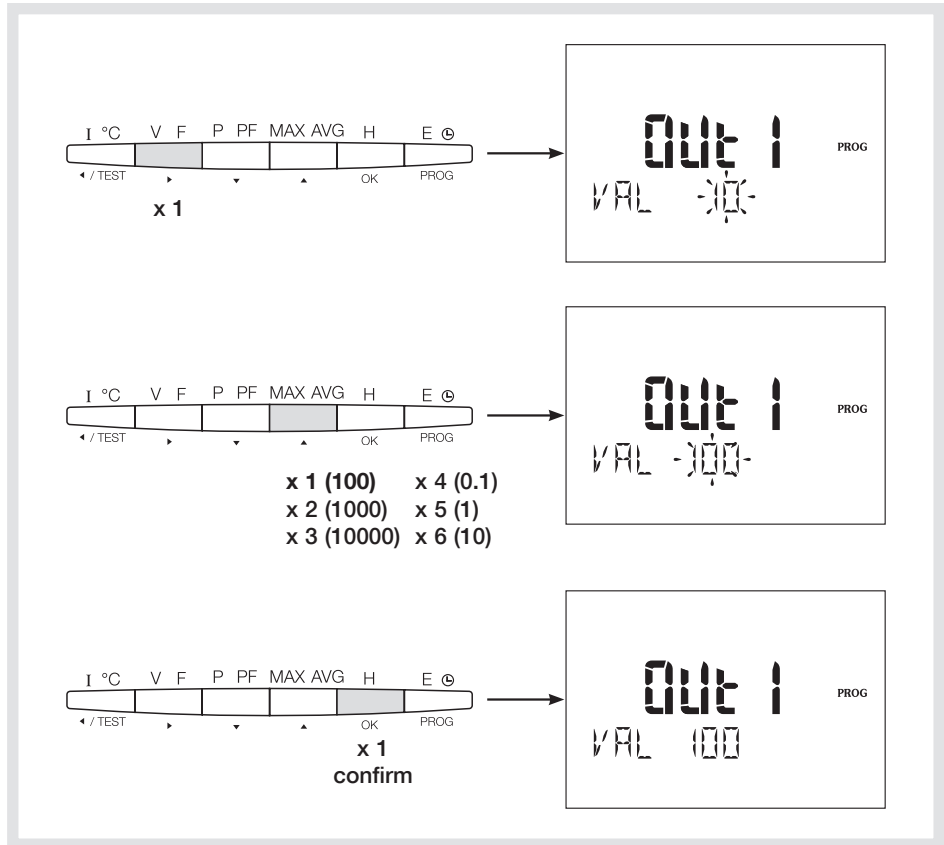 I °C V F P PF MAX AVG H E
◂ / TEST ▸ ▾ ▴ OK PROG
x 1
OUt 1 PROG
VAL 10
I °C V F P PF MAX AVG H E
◂ / TEST ▸ ▾ ▴ OK PROG
x 1 (100) x 4 (0.1)
x 2 (1000) x 5 (1)
x 3 (10000) x 6 (10)
OUt 1 PROG
VAL 100
I °C V F P PF MAX AVG H E
◂ / TEST ▸ ▾ ▴ OK PROG
x 1
confirm
OUt 1 PROG
VAL 100